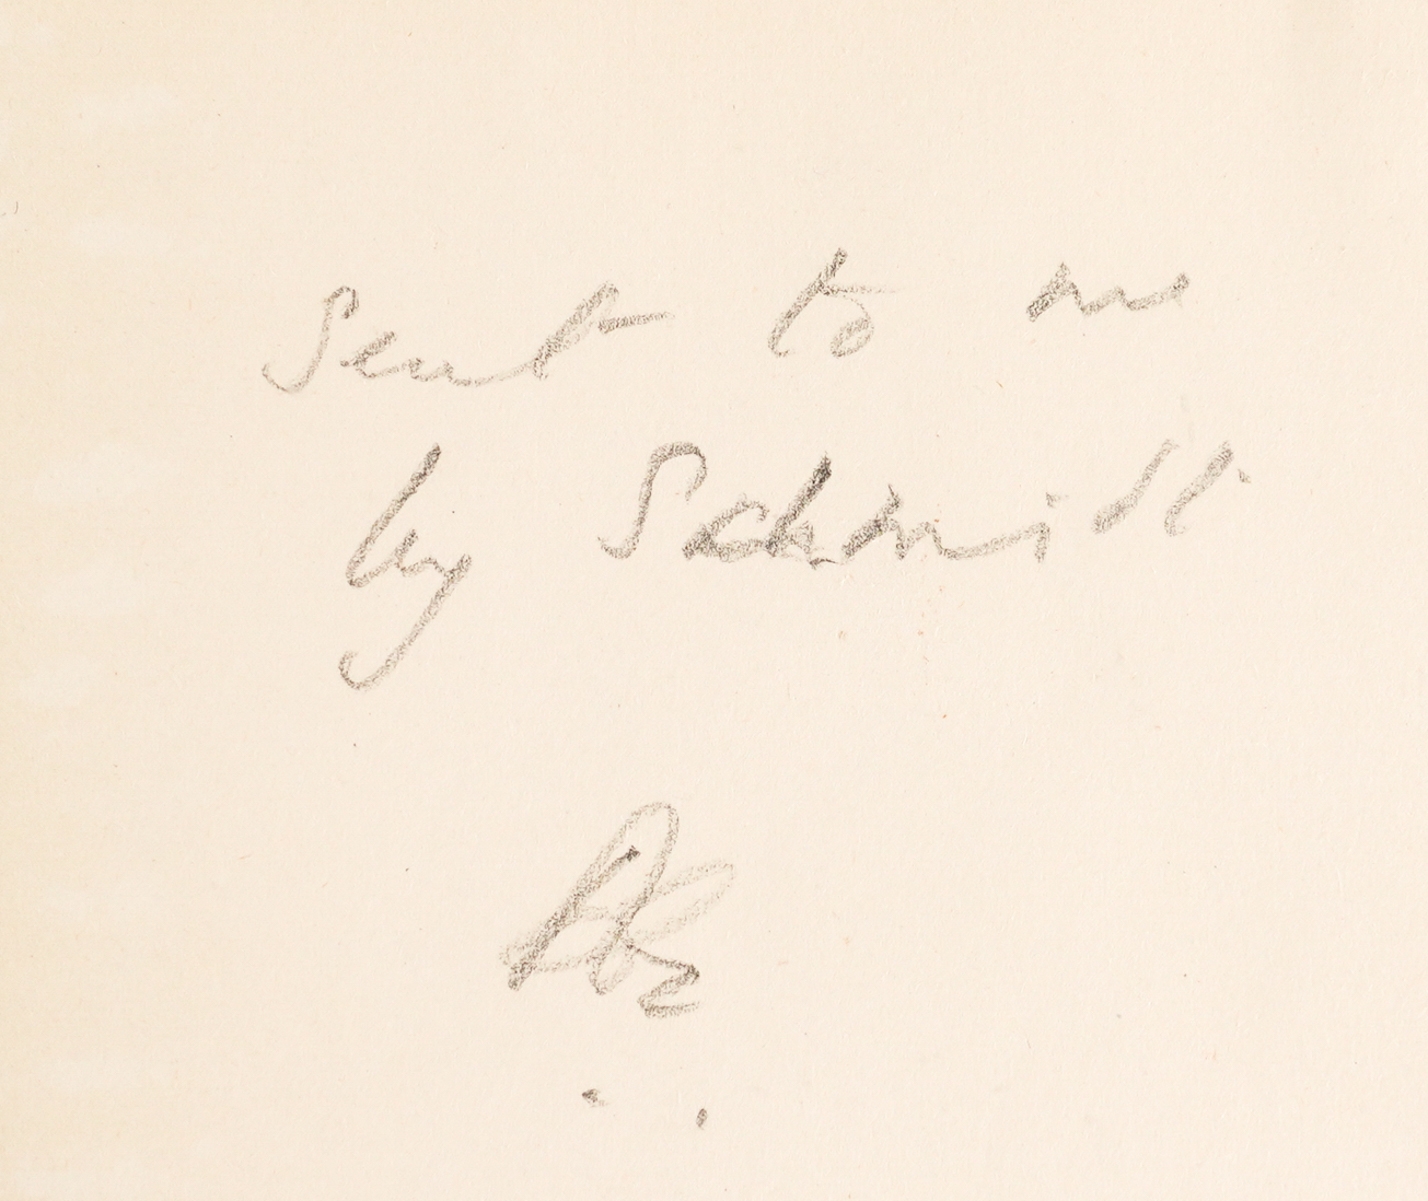 Sent to me
by Schmidt